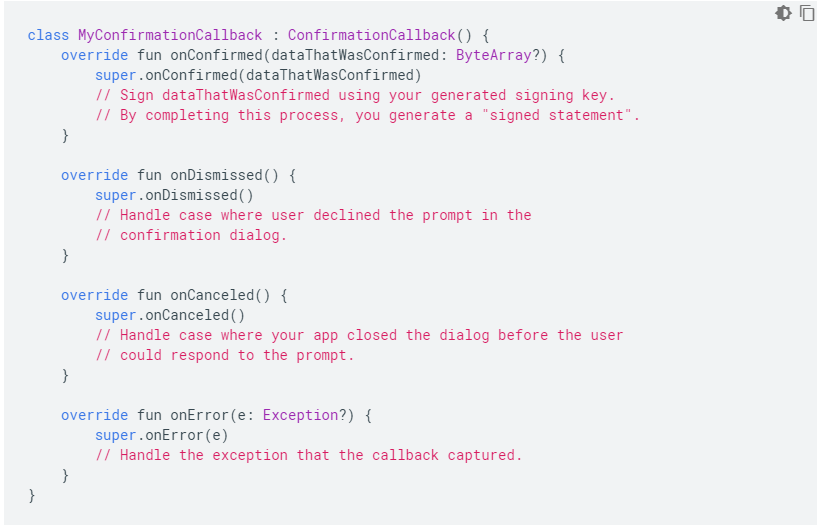 class MyConfirmationCallback : ConfirmationCallback() {
    override fun onConfirmed(dataThatWasConfirmed: ByteArray?) {
        super.onConfirmed(dataThatWasConfirmed)
        // Sign dataThatWasConfirmed using your generated signing key.
        // By completing this process, you generate a "signed statement".
    }

    override fun onDismissed() {
        super.onDismissed()
        // Handle case where user declined the prompt in the
        // confirmation dialog.
    }

    override fun onCanceled() {
        super.onCanceled()
        // Handle case where your app closed the dialog before the user
        // could respond to the prompt.
    }

    override fun onError(e: Exception?) {
        super.onError(e)
        // Handle the exception that the callback captured.
    }
}